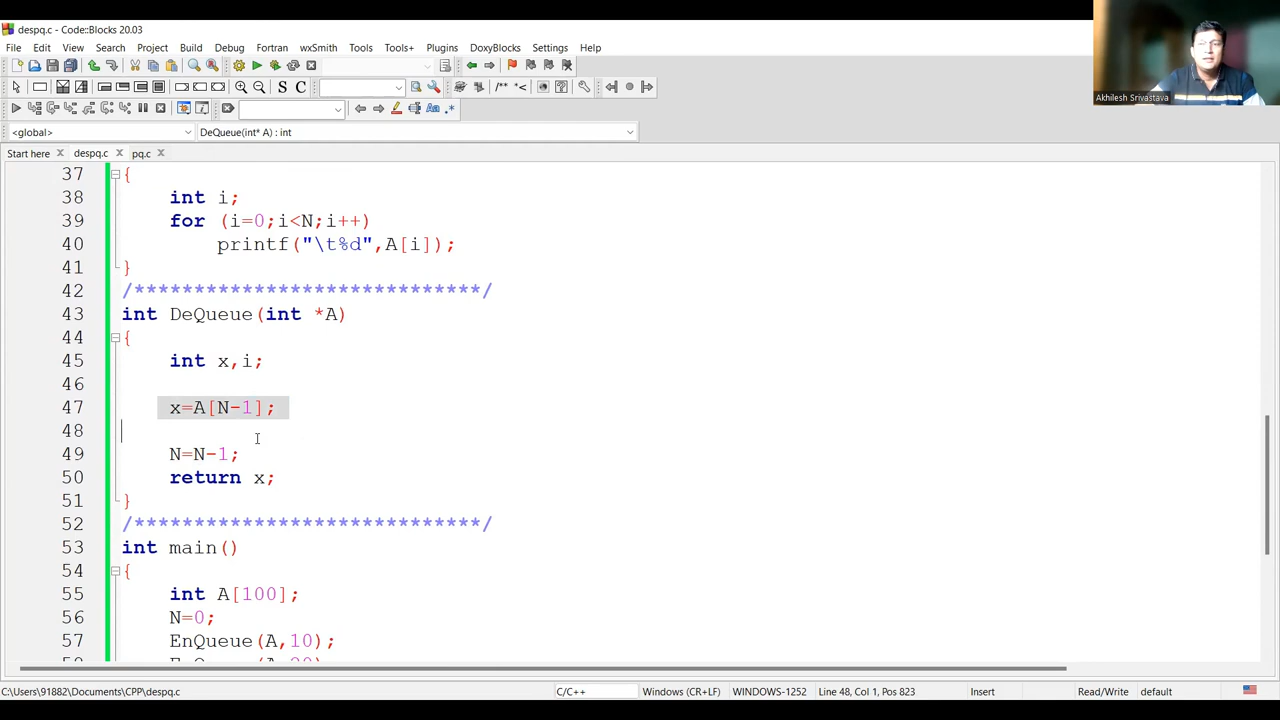 despq.c - Code::Blocks 20.03
File Edit View Search Project Build Debug Fortran wxSmith Tools Tools+ Plugins DoxyBlocks Settings Help
S C
/** *<
Aa .*
Akhilesh Srivastava
<global> DeQueue(int* A) : int
Start here despq.c pq.c
37 {
38 int i;
39 for (i=0;i<N;i++)
40 printf("\t%d",A[i]);
41 }
42 /*****************************/
43 int DeQueue(int *A)
44 {
45 int x,i;
46
47 x=A[N-1];
48
49 N=N-1;
50 return x;
51 }
52 /*****************************/
53 int main()
54 {
55 int A[100];
56 N=0;
57 EnQueue(A,10);
C:\Users\91882\Documents\CPP\despq.c C/C++ Windows (CR+LF) WINDOWS-1252 Line 48, Col 1, Pos 823 Insert Read/Write default